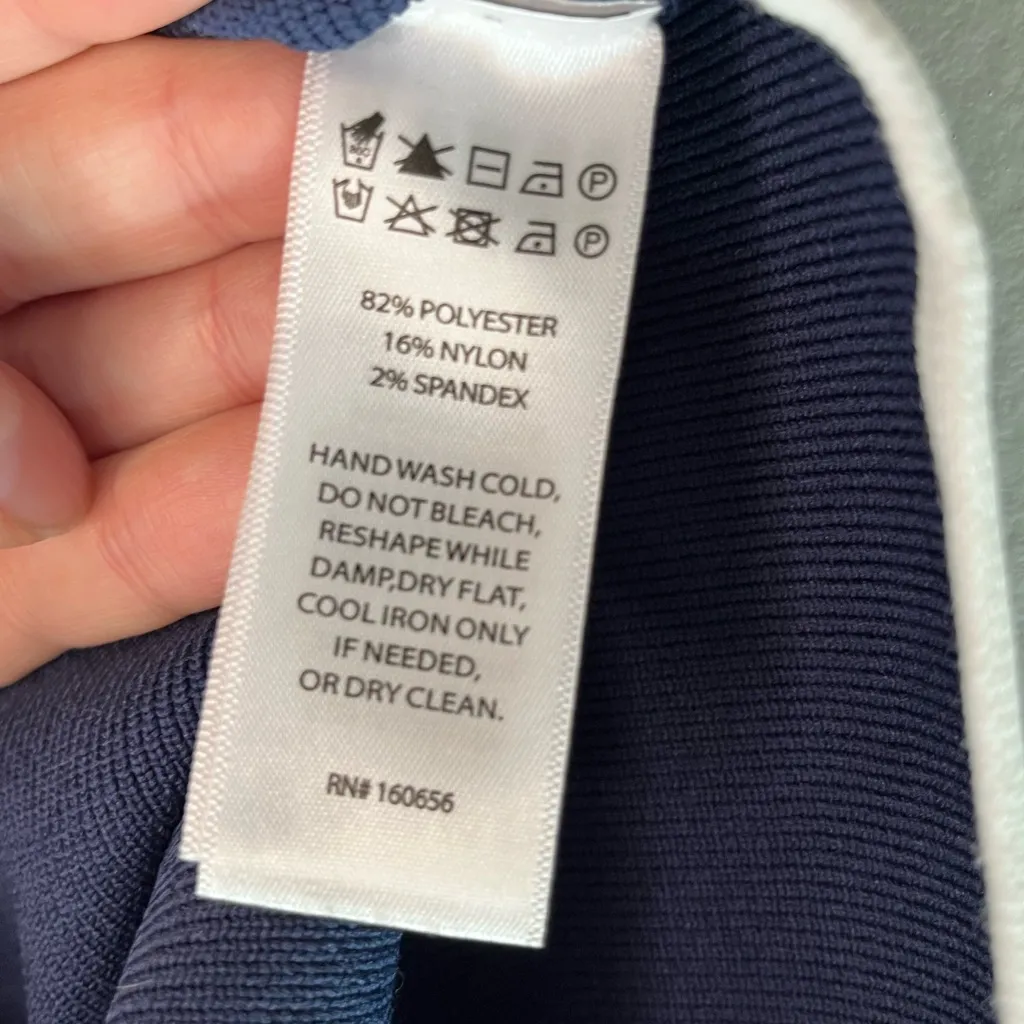 P
P
82% POLYESTER
16% NYLON
2% SPANDEX
HAND WASH COLD,
DO NOT BLEACH,
RESHAPE WHILE
DAMP,DRY FLAT,
COOL IRON ONLY
IF NEEDED,
OR DRY CLEAN.
RN# 160656